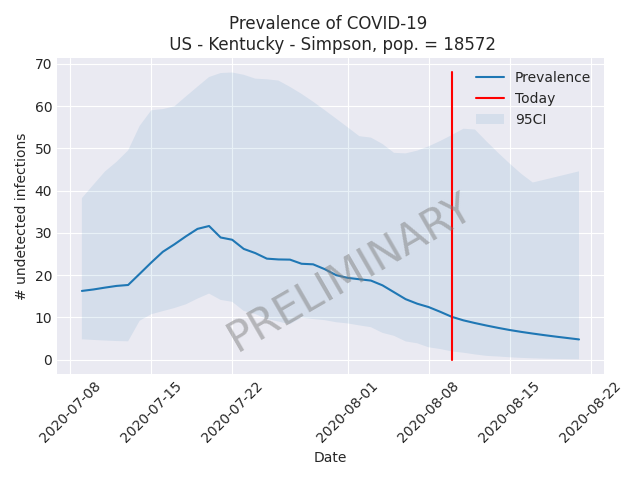 Prevalence of COVID-19
US - Kentucky - Simpson, pop. = 18572
70
60
50
40
30
20
10
0
# undetected infections
Prevalence
Today
95CI
PRELIMINARY
2020-07-08
2020-07-15
2020-07-22
2020-08-01
2020-08-08
2020-08-15
2020-08-22
Date